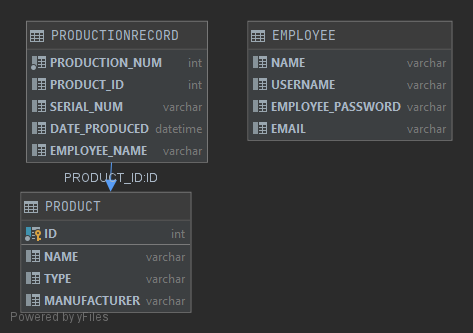 PRODUCTIONRECORD
PRODUCTION_NUM int
PRODUCT_ID int
SERIAL_NUM varchar
DATE_PRODUCED datetime
EMPLOYEE_NAME varchar
EMPLOYEE
NAME varchar
USERNAME varchar
EMPLOYEE_PASSWORD varchar
EMAIL varchar
PRODUCT_ID:ID
PRODUCT
ID int
NAME varchar
TYPE varchar
MANUFACTURER varchar
Powered by yFiles